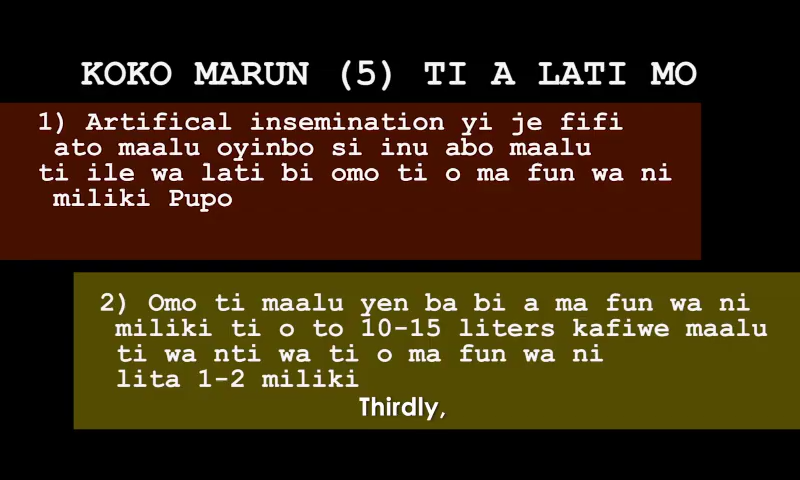 KOKO MARUN (5) TI A LATI MO
1) Artifical insemination yi je fifi
ato maalu oyinbo si inu abo maalu
ti ile wa lati bi omo ti o ma fun wa ni
miliki Pupo
2) Omo ti maalu yen ba bi a ma fun wa ni
miliki ti o to 10-15 liters kafiwe maalu
ti wa nti wa ti o ma fun wa ni
lita 1-2 miliki
Thirdly,